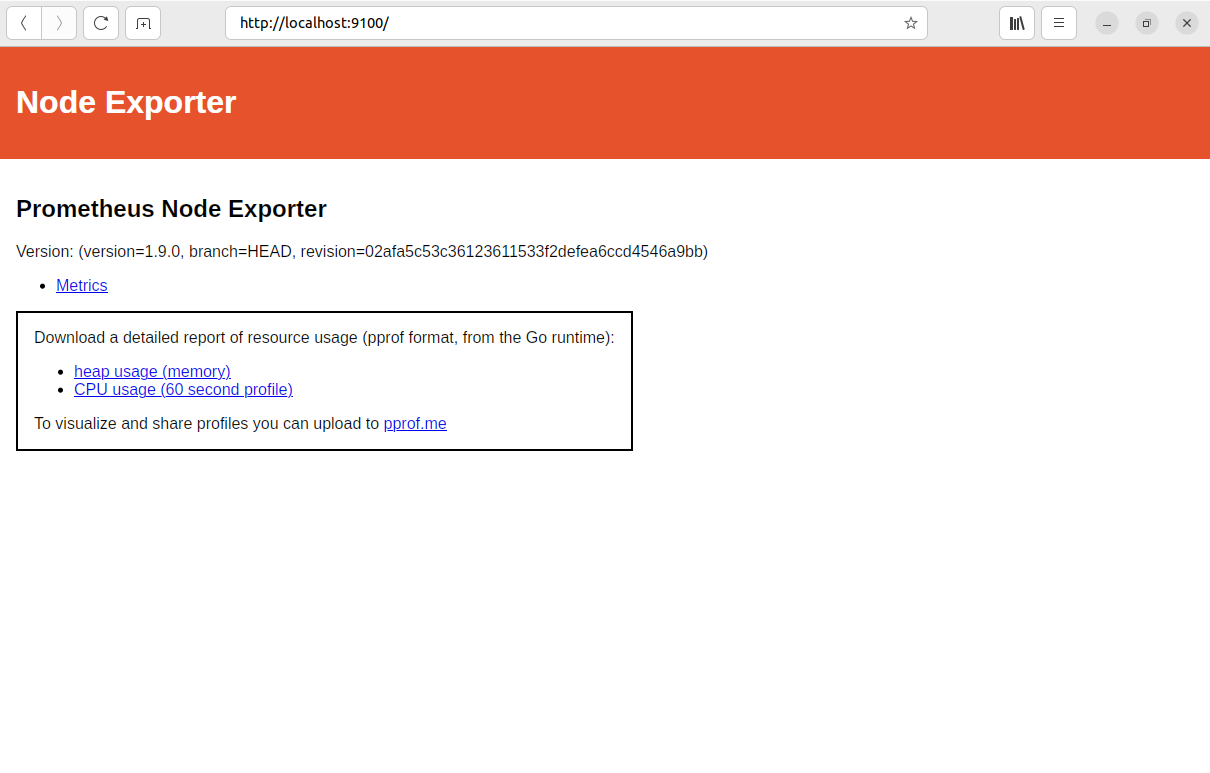 http://localhost:9100/
Node Exporter
Prometheus Node Exporter
Version: (version=1.9.0, branch=HEAD, revision=02afa5c53c36123611533f2defea6ccd4546a9bb)
Metrics
Download a detailed report of resource usage (pprof format, from the Go runtime):
heap usage (memory)
CPU usage (60 second profile)
To visualize and share profiles you can upload to pprof.me